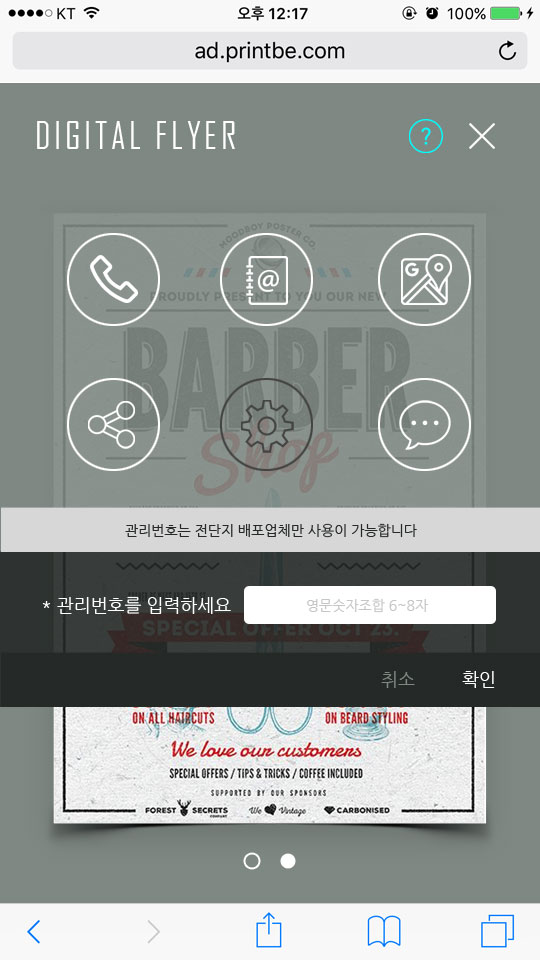 KT 오후 12:17 100%
ad.printbe.com
DIGITAL FLYER
?
MOODBOY POSTER CO.
PROUDLY PRESENT TO YOU OUR NEW
@
G
BARBER
Shop
관리번호는 전단지 배포업체만 사용이 가능합니다
* 관리번호를 입력하세요 영문숫자조합 6~8자
SPECIAL OFFER OCT 23.
취소 확인
ON ALL HAIRCUTS ON BEARD STYLING
We love our customers
SPECIAL OFFERS / TIPS & TRICKS / COFFEE INCLUDED
SUPPORTED BY OUR SPONSORS
FOREST SECRETS We Vintage CARBONISED
COMPANY